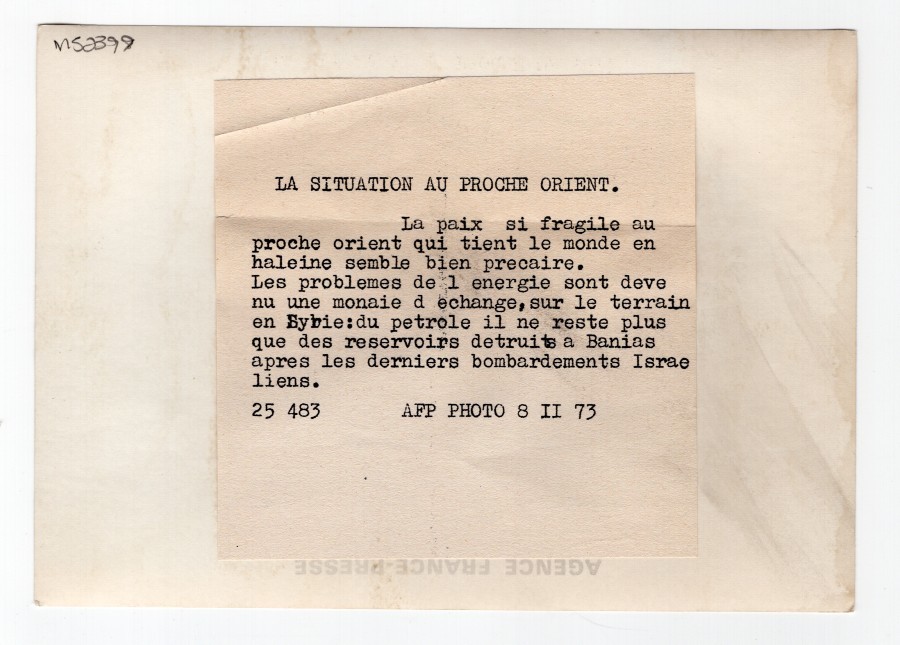 MS2399
LA SITUATION AU PROCHE ORIENT.
La paix si fragile au
proche orient qui tient le monde en
haleine semble bien precaire.
Les problemes de l energie sont deve
nu une monaie d echange,sur le terrain
en Syrie:du petrole il ne reste plus
que des reservoirs detruits a Banias
apres les derniers bombardements Israe
liens.
25 483 AFP PHOTO 8 II 73
AGENCE FRANCE-PRESSE